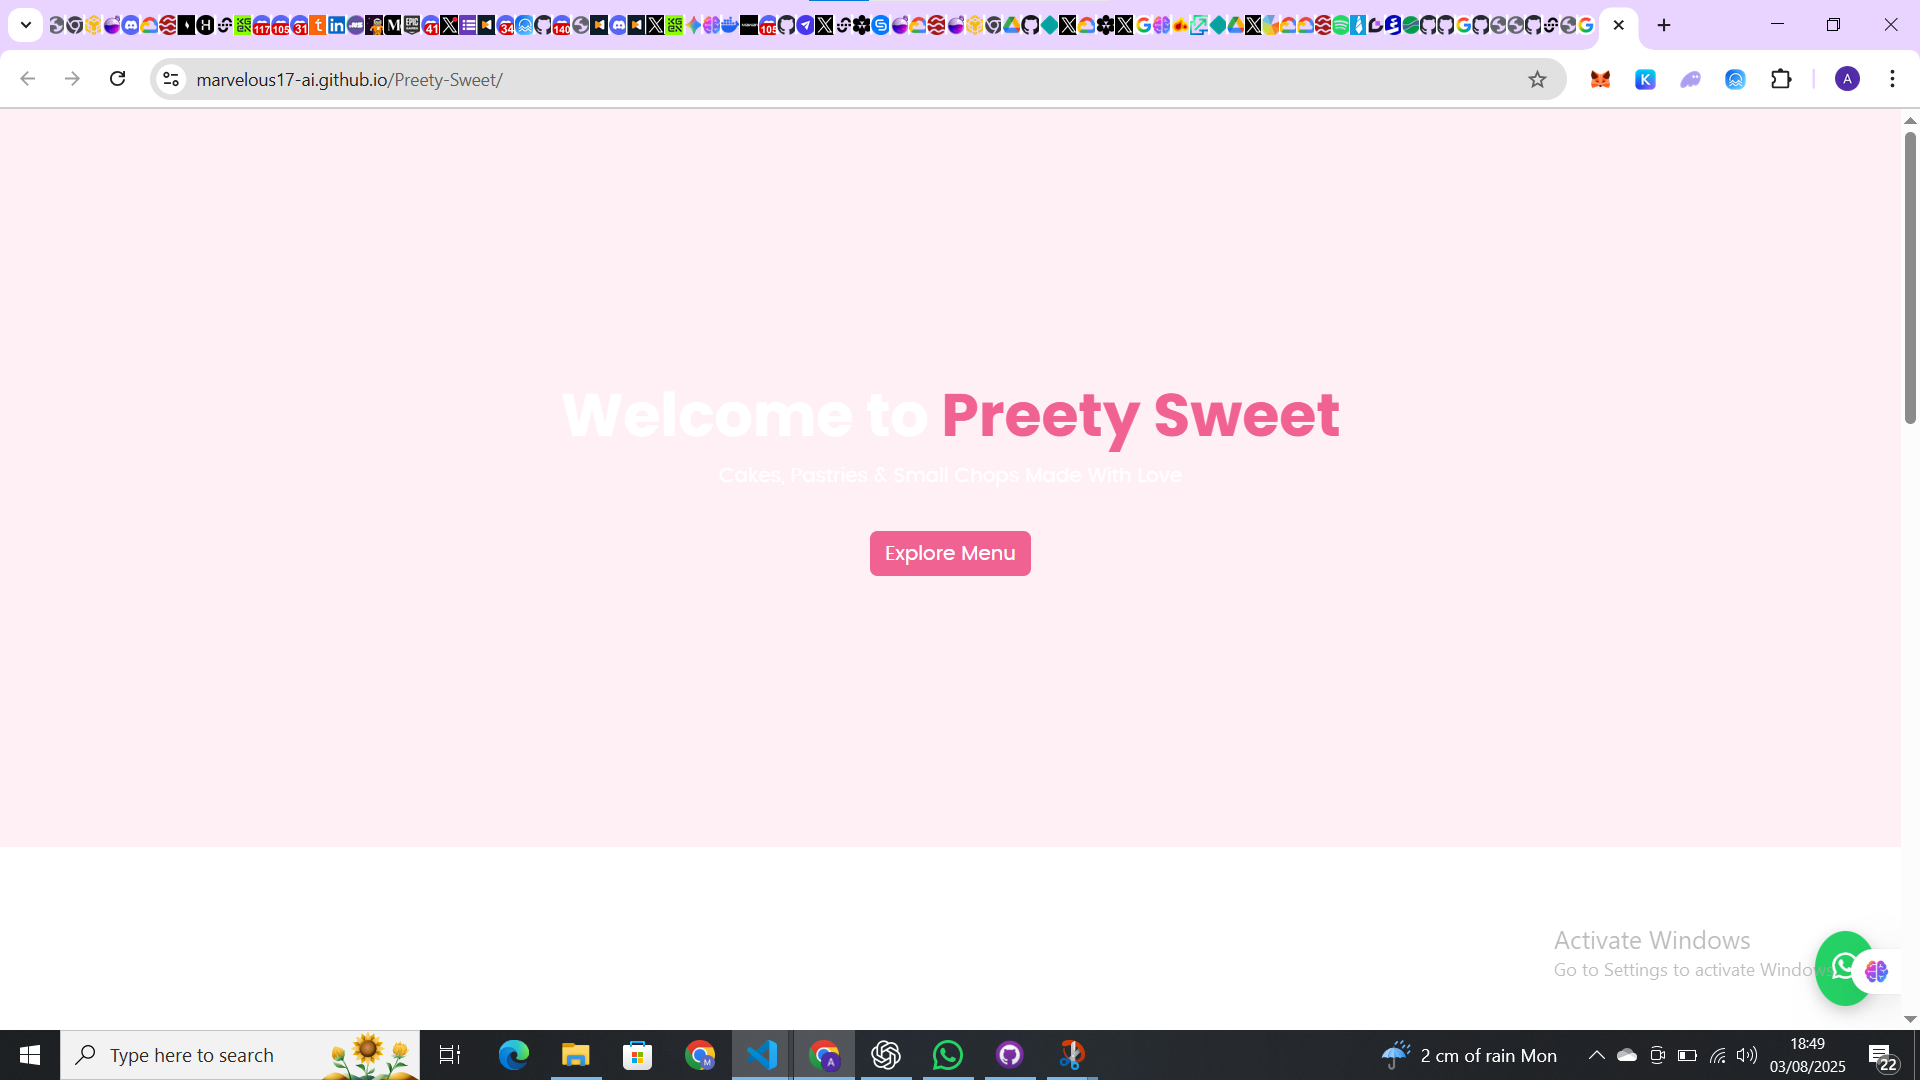 marvelous17-ai.github.io/Preety-Sweet/
A
Welcome to Preety Sweet
Cakes, Pastries & Small Chops Made With Love
Explore Menu
Activate Windows
Go to Settings to activate Windows
Type here to search
2 cm of rain Mon
18:49
03/08/2025
22